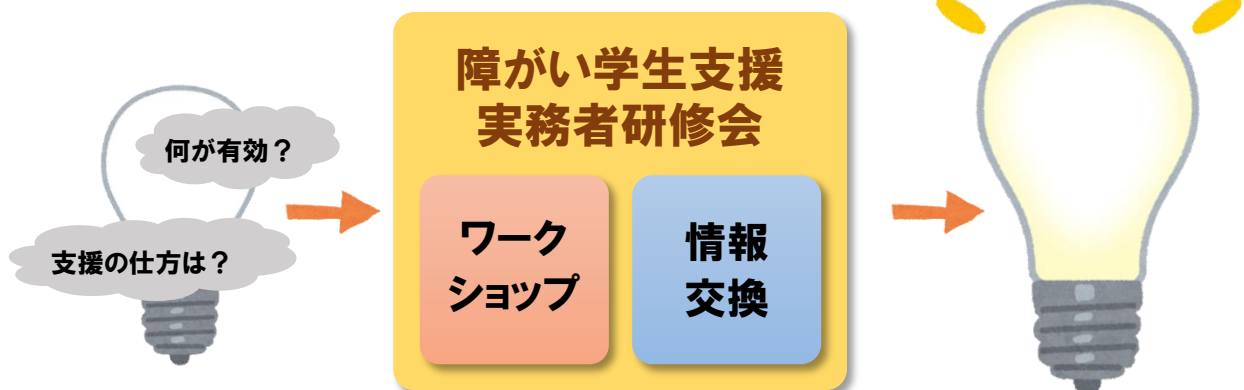 何が有効？
支援の仕方は？
障がい学生支援
実務者研修会
ワーク
ショップ
情報
交換